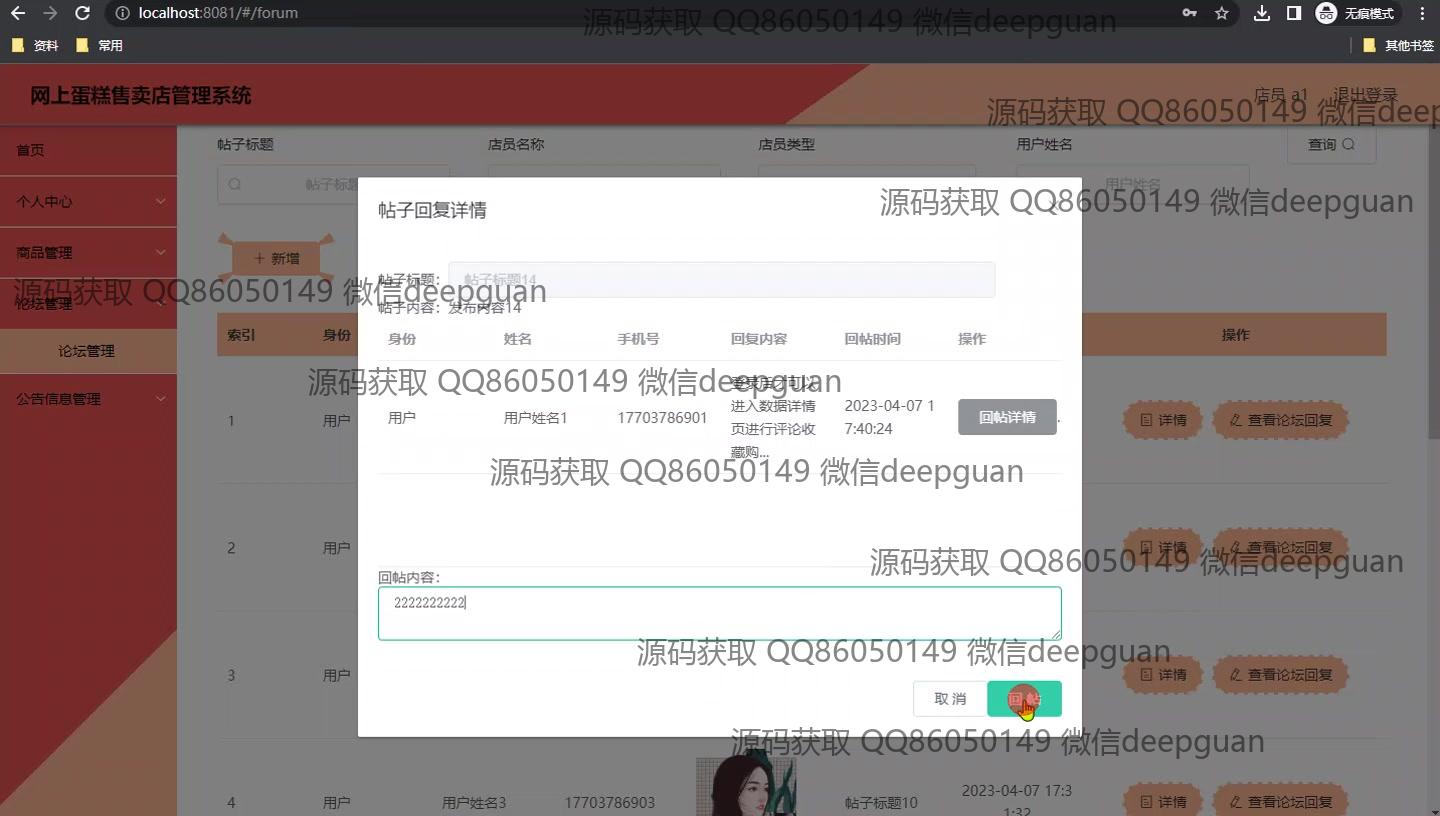 localhost:8081/#/forum
无痕模式
资料
常用
其他书签
源码获取 QQ86050149 微信deepguan
网上蛋糕售卖店管理系统
店员 a1
退出登录
源码获取 QQ86050149 微信deep
首页
个人中心
商品管理
论坛管理
论坛管理
公告信息管理
帖子标题
店员名称
店员类型
用户姓名
查询
帖子标题
用户姓名
源码获取 QQ86050149 微信deepguan
新增
源码获取 QQ86050149 微信deepguan
索引
身份
操作
帖子回复详情
帖子标题:
帖子标题14
帖子内容: 发布内容14
身份 姓名 手机号 回复内容 回帖时间 操作
源码获取 QQ86050149 微信deepguan
用户 用户姓名1 17703786901
登录后才可以
进入数据详情
页进行评论收
藏购...
2023-04-07 1
7:40:24
回帖详情
源码获取 QQ86050149 微信deepguan
回帖内容:
2222222222
取 消
回 帖
源码获取 QQ86050149 微信deepguan
源码获取 QQ86050149 微信deepguan
源码获取 QQ86050149 微信deepguan
1 用户 详情 查看论坛回复
2 用户 详情 查看论坛回复
3 用户 详情 查看论坛回复
4 用户 用户姓名3 17703786903 帖子标题10
2023-04-07 17:3
1:32
详情 查看论坛回复